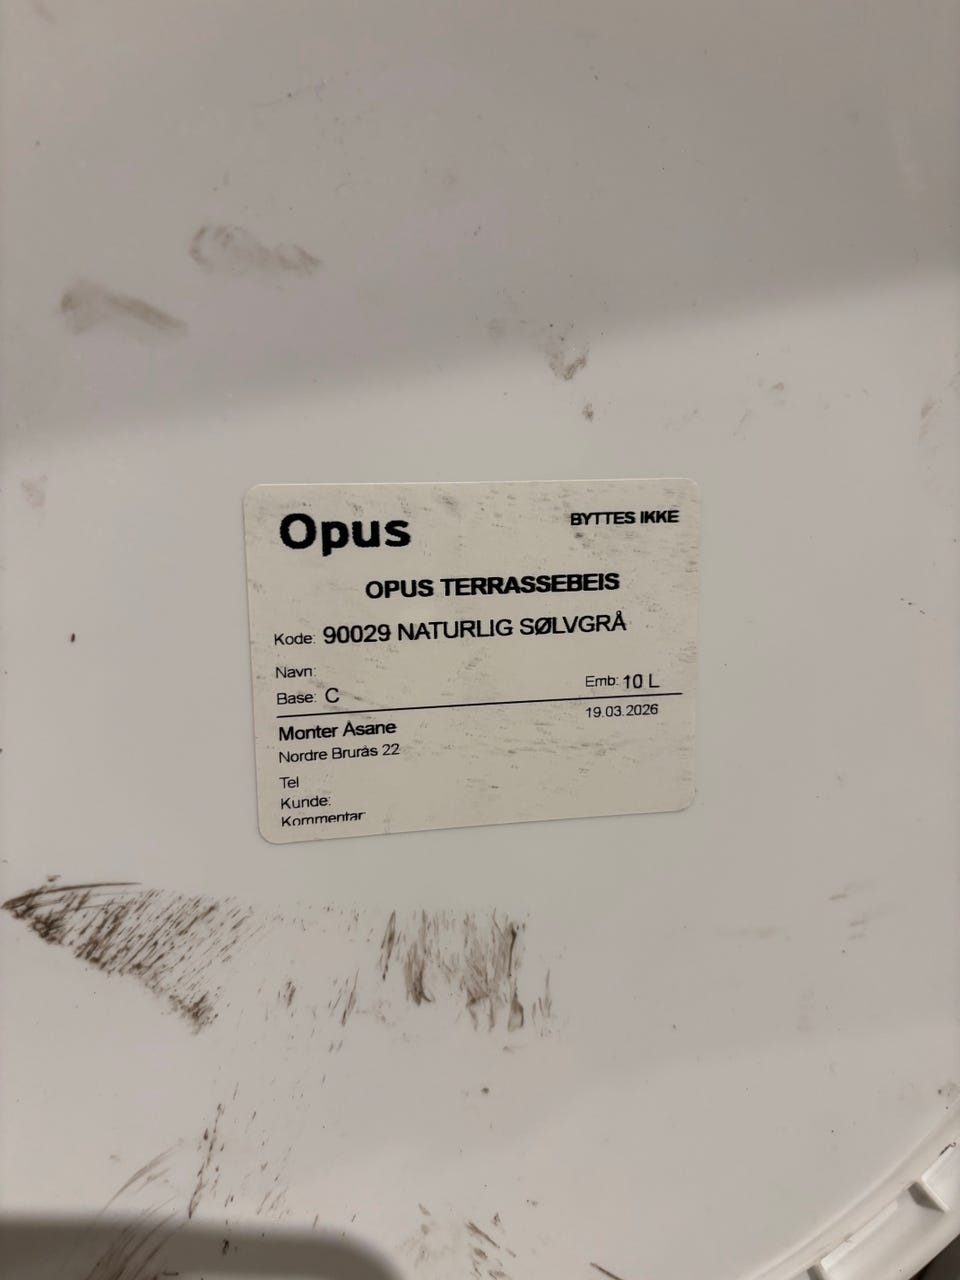 Opus
BYTTES IKKE
OPUS TERRASSEBEIS
Kode: 90029 NATURLIG SØLVGRÅ
Navn:
Base: C
Emb: 10 L
Monter Åsane
19.03.2026
Nordre Brurås 22
Tel
Kunde:
Kommentar: